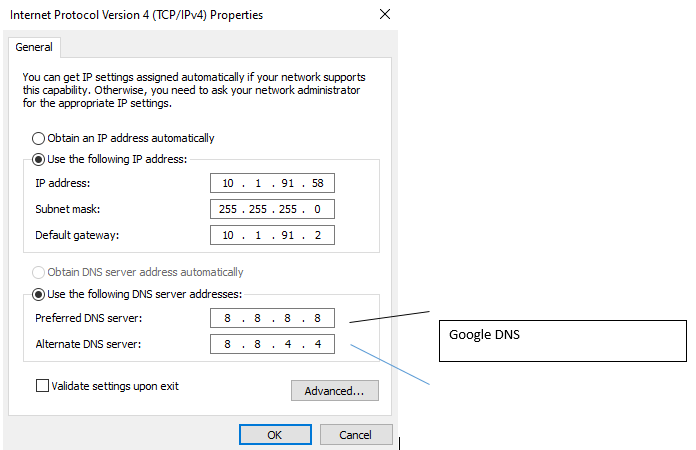 Internet Protocol Version 4 (TCP/IPv4) Properties
General
You can get IP settings assigned automatically if your network supports
this capability. Otherwise, you need to ask your network administrator
for the appropriate IP settings.
Obtain an IP address automatically
Use the following IP address:
IP address: 10 . 1 . 91 . 58
Subnet mask: 255 . 255 . 255 . 0
Default gateway: 10 . 1 . 91 . 2
Obtain DNS server address automatically
Use the following DNS server addresses:
Preferred DNS server: 8 . 8 . 8 . 8
Alternate DNS server: 8 . 8 . 4 . 4
Google DNS
Validate settings upon exit
Advanced...
OK Cancel